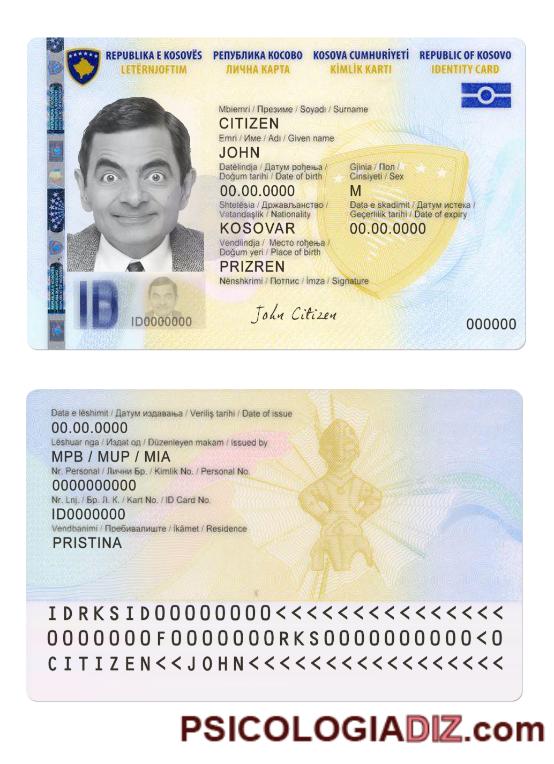 REPUBLIKA E KOSOVËS РЕПУБЛИКА КОСОВО KOSOVA CUMHURİYETİ REPUBLIC OF KOSOVO
LETËRNJOFTIM ЛИЧНА КАРТА KİMLİK KARTI IDENTITY CARD
Mbiemri / Презиме / Soyadı / Surname
CITIZEN
Emri / Име / Adı / Given name
JOHN
Datëlindja / Датум рођења / Gjinia / Пол /
Doğum tarihi / Date of birth Cinsiyeti / Sex
00.00.0000 M
Shtetësia / Држављанство / Data e skadimit / Датум истека /
Vatandaşlık / Nationality Geçerlilik tarihi / Date of expiry
KOSOVAR 00.00.0000
Vendlindja / Место рођења /
Doğum yeri / Place of birth
PRIZREN
Nënshkrimi / Потпис / İmza / Signature
John Citizen
ID ID0000000
000000
Data e lëshimit / Датум издавања / Veriliş tarihi / Date of issue
00.00.0000
Lëshuar nga / Издат од / Düzenleyen makam / Issued by
MPB / MUP / MIA
Nr. Personal / Лични Бр. / Kimlik No. / Personal No.
0000000000
Nr. Lnj. / Бр. Л. К. / Kart No. / ID Card No.
ID0000000
Vendbanimi / Пребивалиште / İkâmet / Residence
PRISTINA
IDRKSID00000000<<<<<<<<<<<<<<<
0000000F0000000RKS0000000000<0
CITIZEN<<JOHN<<<<<<<<<<<<<<<<<
PSICOLOGIADIZ.com